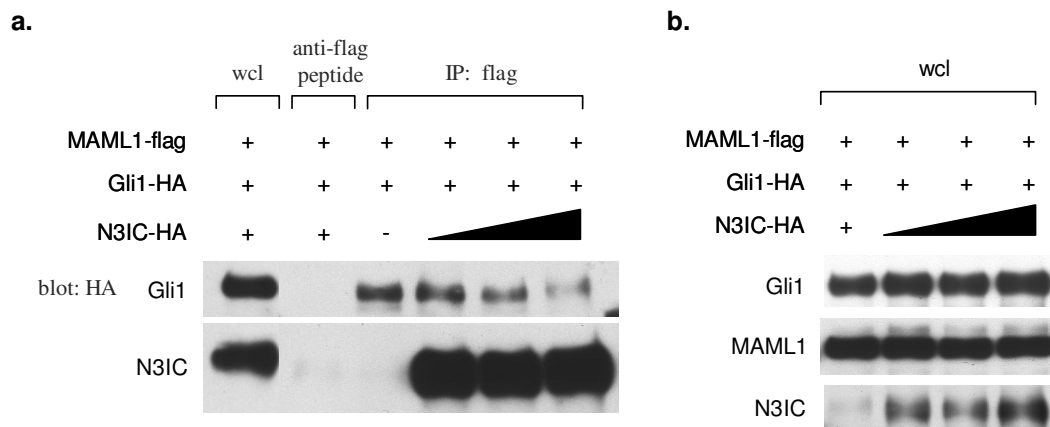 a.
wcl
anti-flag
peptide
IP: flag
MAML1-flag + + + + + +
Gli1-HA + + + + + +
N3IC-HA + + -
blot: HA Gli1
N3IC
b.
wcl
MAML1-flag + + + +
Gli1-HA + + + +
N3IC-HA +
Gli1
MAML1
N3IC